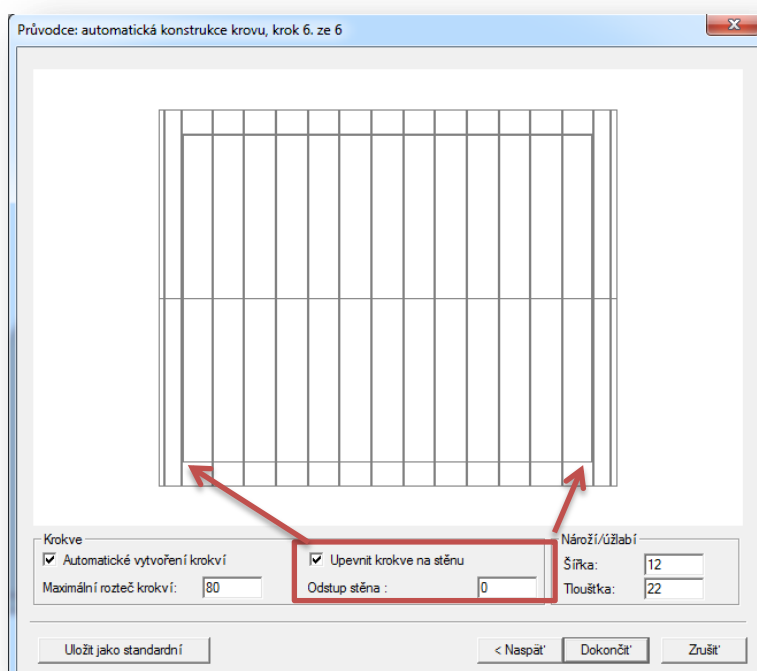 Průvodce: automatická konstrukce krovu, krok 6. ze 6
Krokve
Automatické vytvoření krokví
Maximální rozteč krokví: 80
Upevnit krokve na stěnu
Odstup stěna : 0
Nároží/úžlabí
Šířka: 12
Tloušťka: 22
Uložit jako standardní
< Naspäť
Dokončiť
Zrušiť